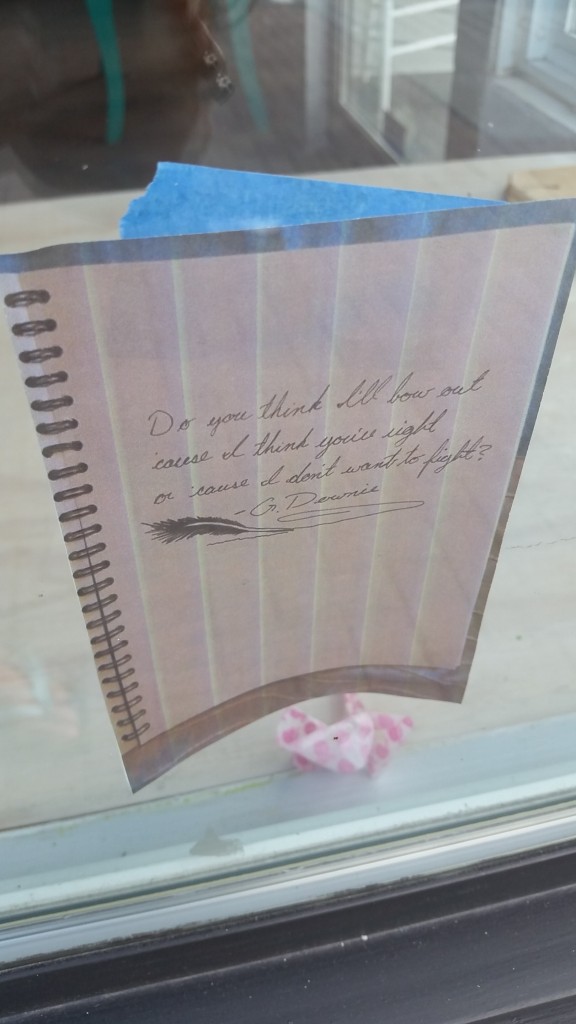 Do you think I'll bow out
'cause I think you're right
or 'cause I don't want to fight?
- G. Downie